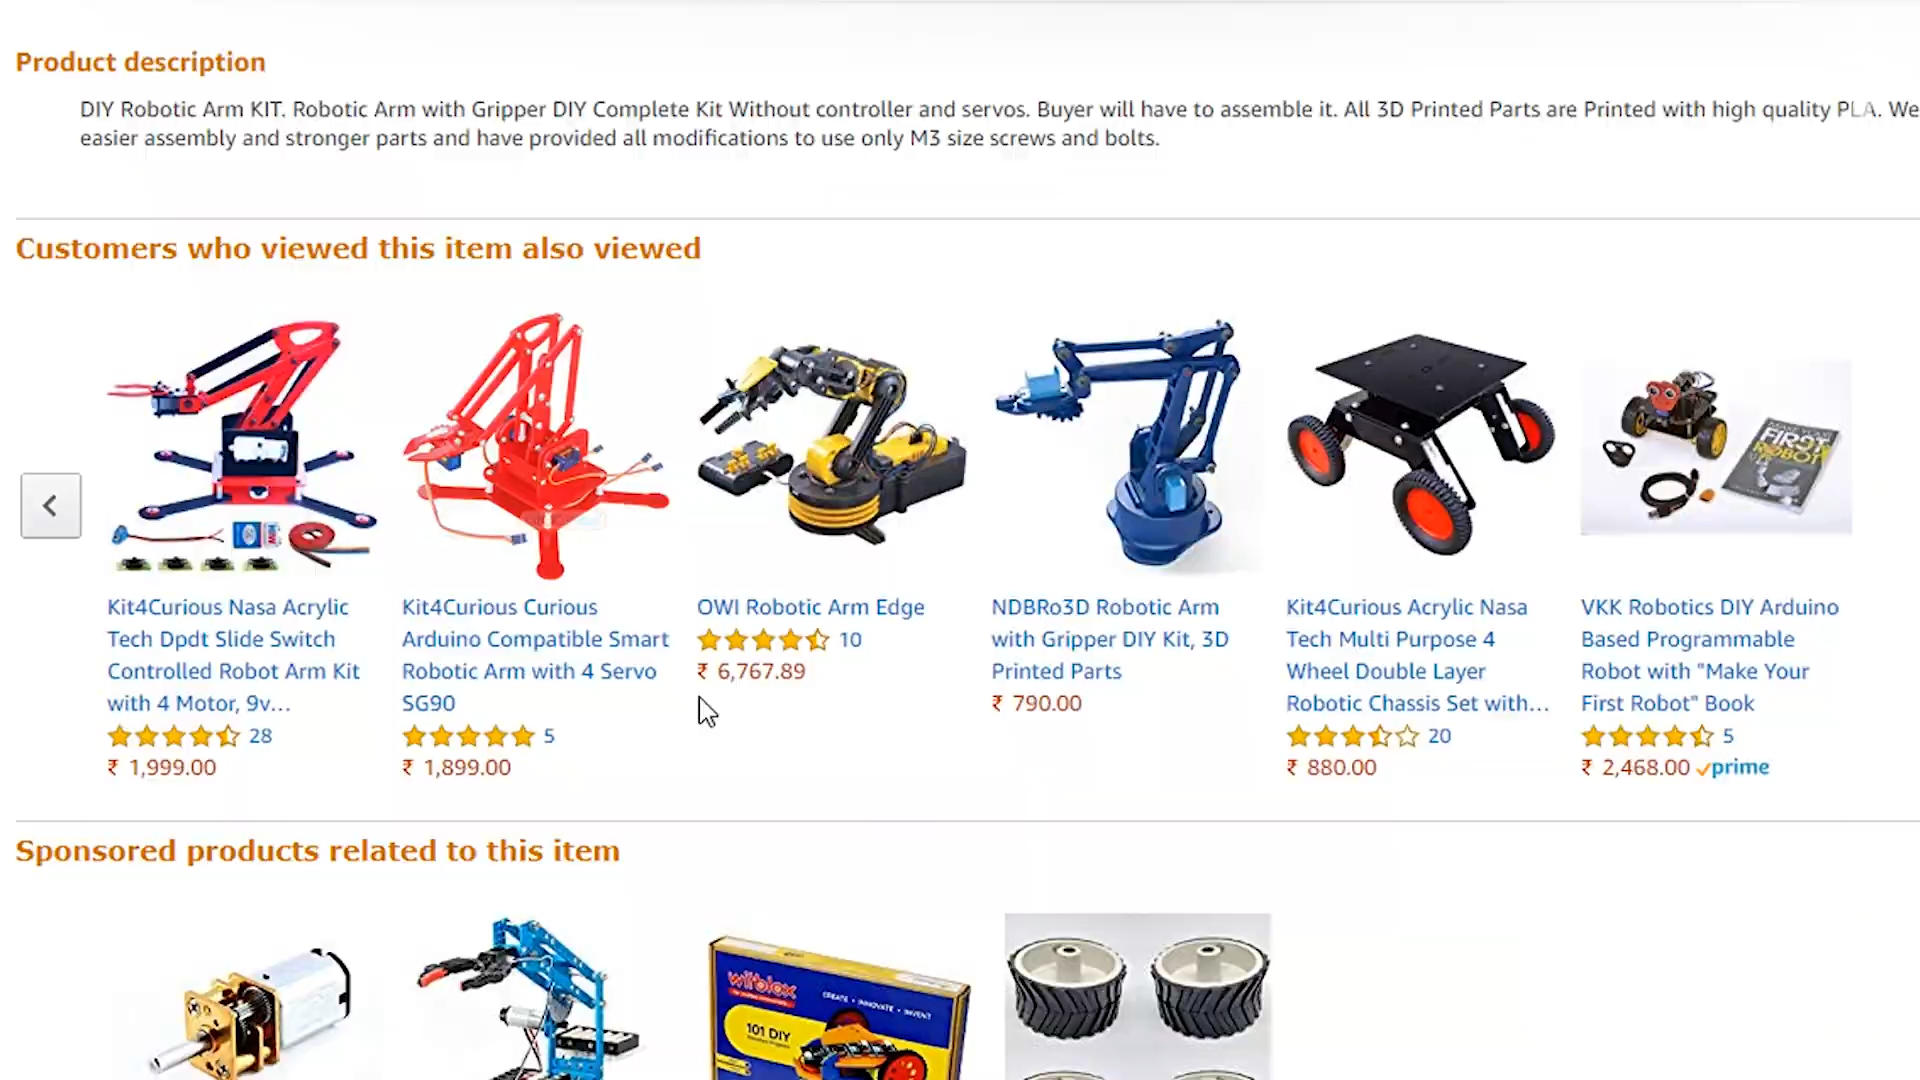 Product description
DIY Robotic Arm KIT. Robotic Arm with Gripper DIY Complete Kit Without controller and servos. Buyer will have to assemble it. All 3D Printed Parts are Printed with high quality PLA. We
easier assembly and stronger parts and have provided all modifications to use only M3 size screws and bolts.
Customers who viewed this item also viewed
FIRST
ROBOT
Kit4Curious Nasa Acrylic
Tech Dpdt Slide Switch
Controlled Robot Arm Kit
with 4 Motor, 9v...
28
₹ 1,999.00
Kit4Curious Curious
Arduino Compatible Smart
Robotic Arm with 4 Servo
SG90
5
₹ 1,899.00
OWI Robotic Arm Edge
10
₹ 6,767.89
NDBRo3D Robotic Arm
with Gripper DIY Kit, 3D
Printed Parts
₹ 790.00
Kit4Curious Acrylic Nasa
Tech Multi Purpose 4
Wheel Double Layer
Robotic Chassis Set with...
20
₹ 880.00
VKK Robotics DIY Arduino
Based Programmable
Robot with "Make Your
First Robot" Book
5
₹ 2,468.00 prime
Sponsored products related to this item
witblox
CREATE • INNOVATE • INVENT
101 DIY